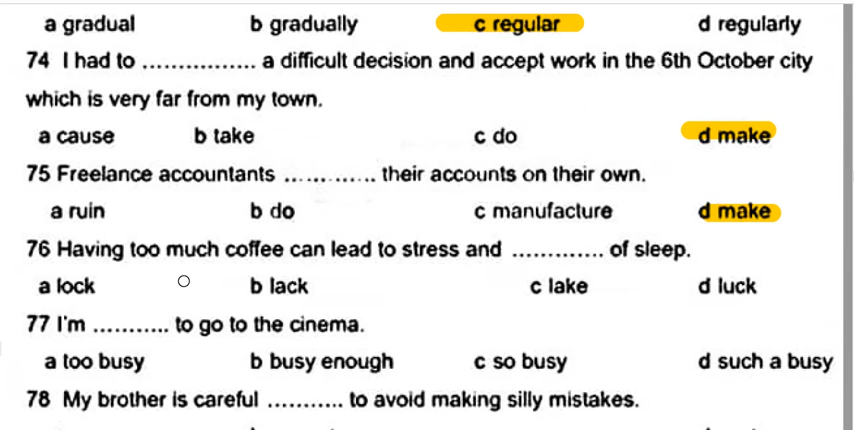 a gradual b gradually c regular d regularly
74 I had to ................ a difficult decision and accept work in the 6th October city
which is very far from my town.
a cause b take c do d make
75 Freelance accountants ............. their accounts on their own.
a ruin b do c manufacture d make
76 Having too much coffee can lead to stress and ............. of sleep.
a lock b lack c lake d luck
77 I'm ........... to go to the cinema.
a too busy b busy enough c so busy d such a busy
78 My brother is careful ........... to avoid making silly mistakes.